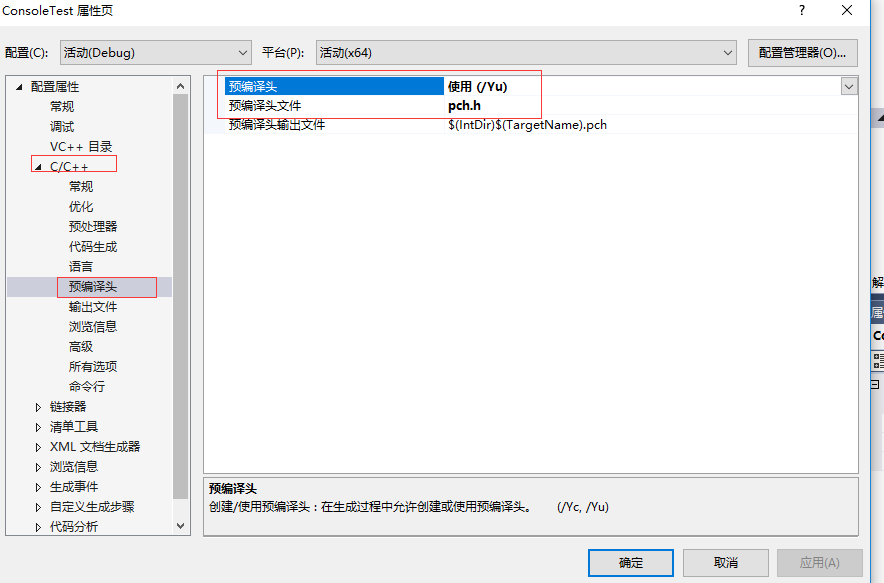 ConsoleTest 属性页
?
配置(C): 活动(Debug) 平台(P): 活动(x64) 配置管理器(O)...
配置属性
常规
调试
VC++ 目录
C/C++
常规
优化
预处理器
代码生成
语言
预编译头
输出文件
浏览信息
高级
所有选项
命令行
链接器
清单工具
XML 文档生成器
浏览信息
生成事件
自定义生成步骤
代码分析
预编译头 使用 (/Yu)
预编译头文件 pch.h
预编译头输出文件 $(IntDir)$(TargetName).pch
预编译头
创建/使用预编译头：在生成过程中允许创建或使用预编译头。 (/Yc, /Yu)
确定 取消 应用(A)
解
属
Co